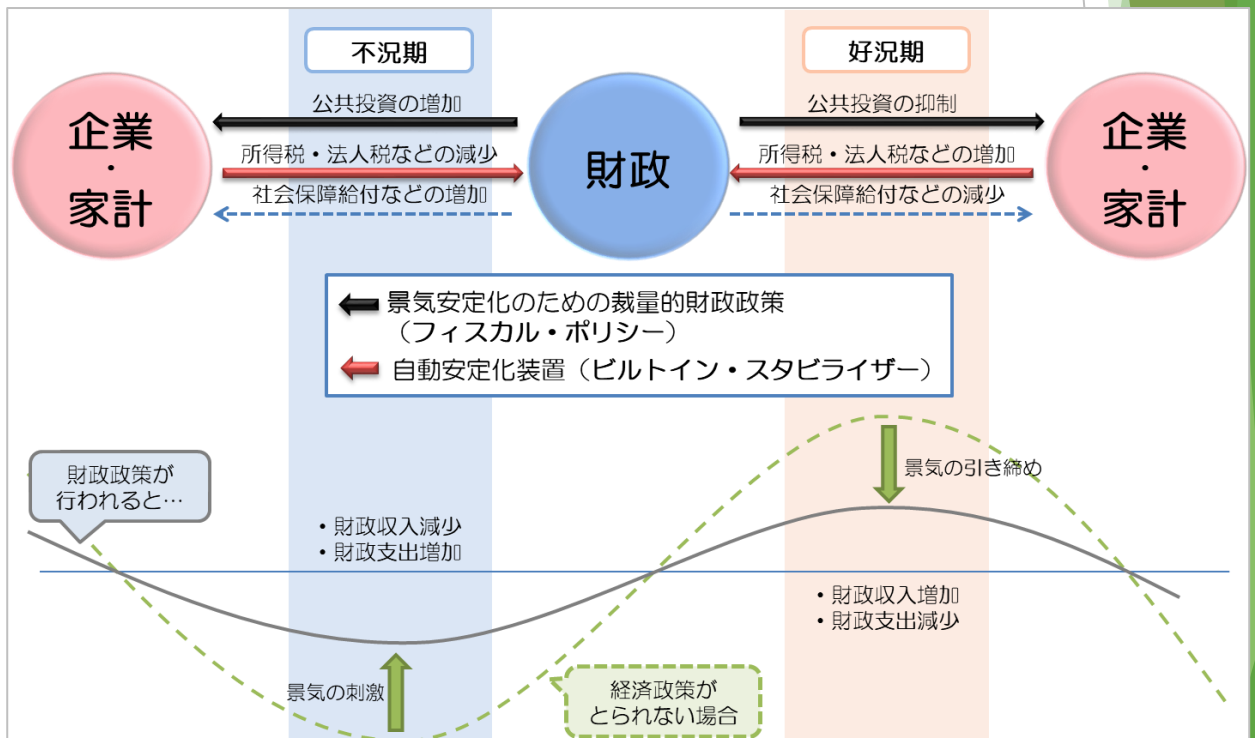 不況期
好況期
公共投資の増加
公共投資の抑制
企業
・
家計
所得税・法人税などの減少
社会保障給付などの増加
財政
所得税・法人税などの増加
社会保障給付などの減少
企業
・
家計
景気安定化のための裁量的財政政策
（フィスカル・ポリシー）
自動安定化装置（ビルトイン・スタビライザー）
財政政策が
行われると…
・財政収入減少
・財政支出増加
景気の引き締め
・財政収入増加
・財政支出減少
景気の刺激
経済政策が
とられない場合